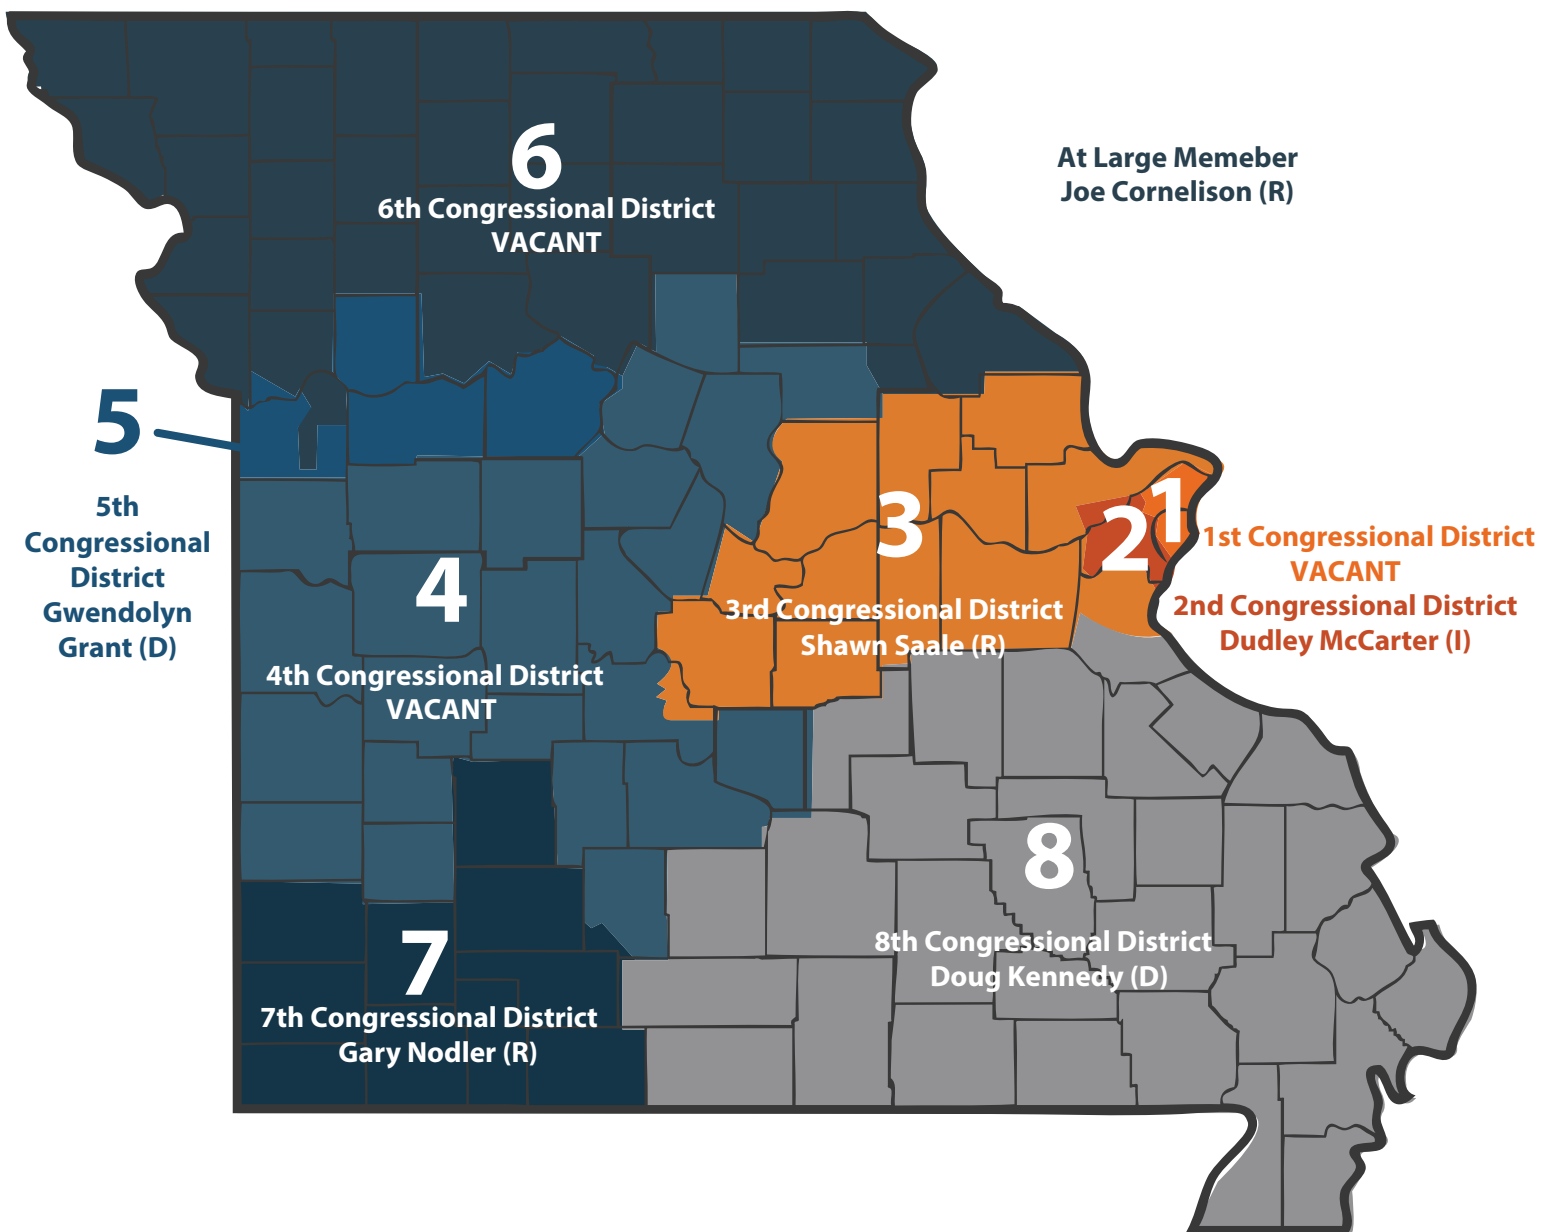 6
6th Congressional District
VACANT
At Large Memeber
Joe Cornelison (R)
5
5th
Congressional
District
Gwendolyn
Grant (D)
4
4th Congressional District
VACANT
3
3rd Congressional District
Shawn Saale (R)
2
1
1st Congressional District
VACANT
2nd Congressional District
Dudley McCarter (I)
7
7th Congressional District
Gary Nodler (R)
8
8th Congressional District
Doug Kennedy (D)